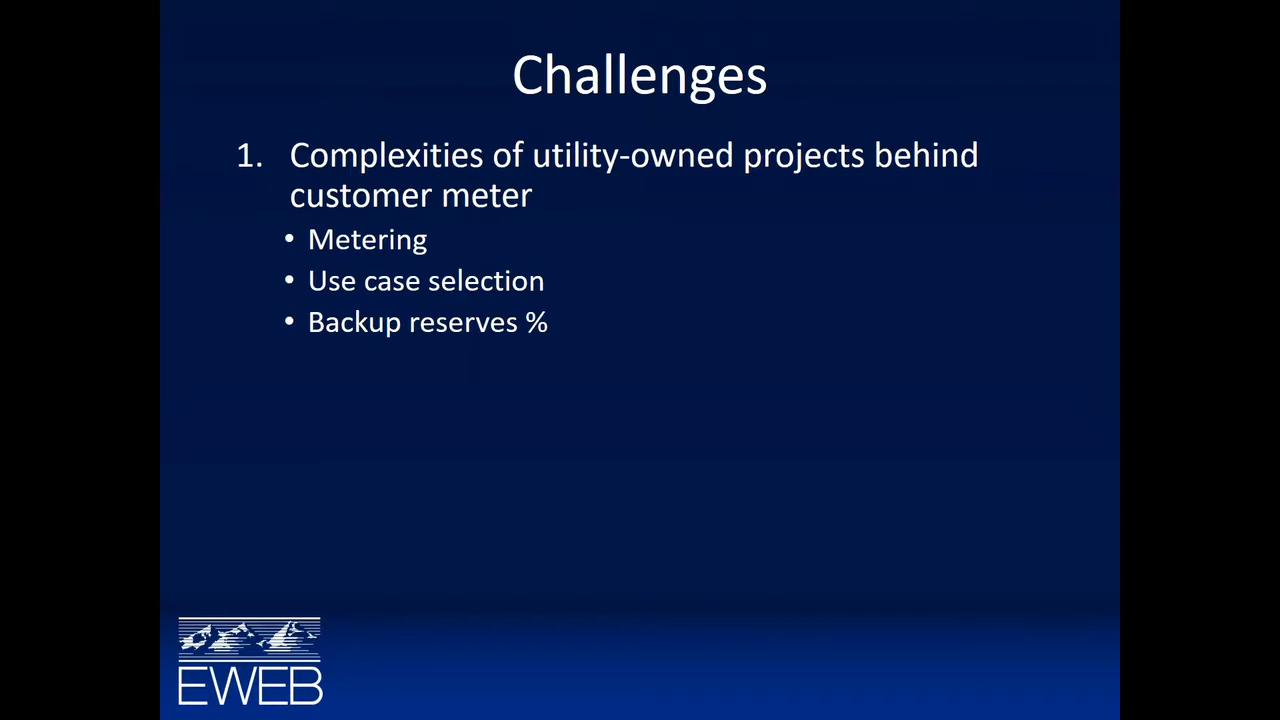 Challenges
1. Complexities of utility-owned projects behind
customer meter
• Metering
• Use case selection
• Backup reserves %
EWEB